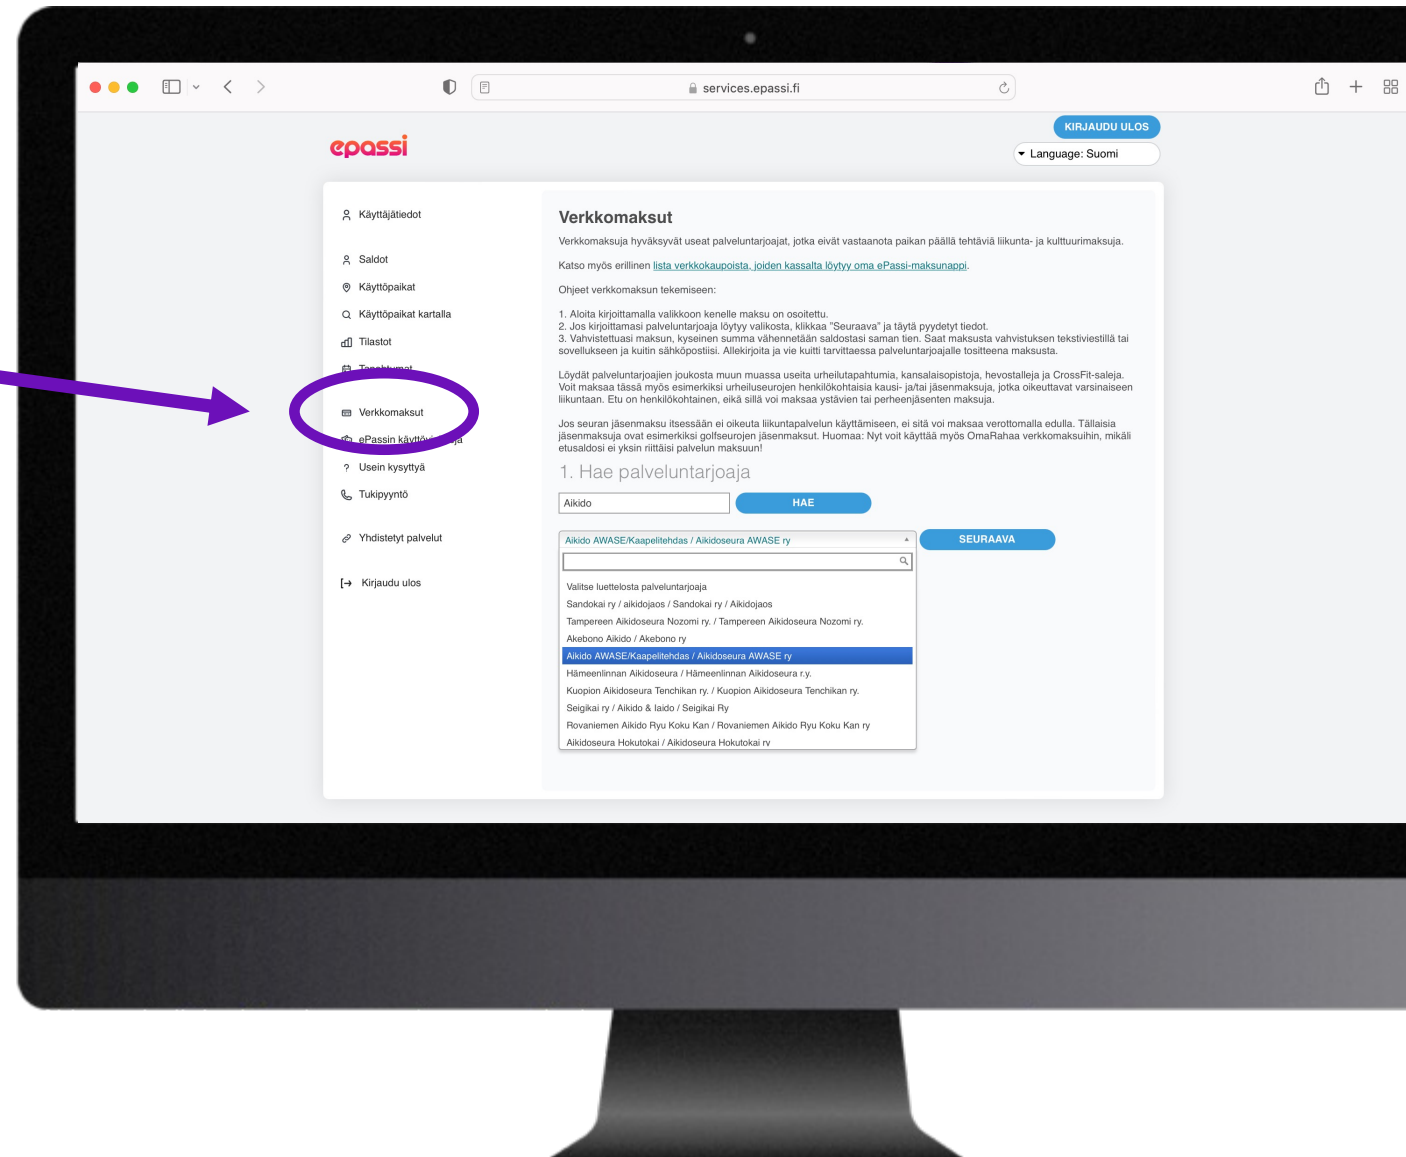 services.epassi.fi
KIRJAUDU ULOS
epassi
Language: Suomi
Käyttäjätiedot
Saldot
Käyttöpaikat
Käyttöpaikat kartalla
Tilastot
Verkkomaksut
ePassin
Usein kysyttyä
Tukipyyntö
Yhdistetyt palvelut
Kirjaudu ulos
Verkkomaksut
Verkkomaksuja hyväksyvät useat palveluntarjoajat, jotka eivät vastaanota paikan päällä tehtäviä liikunta- ja kulttuurimaksuja.
Katso myös erillinen lista verkkokaupoista, joiden kassalta löytyy oma ePassi-maksunappi.
Ohjeet verkkomaksun tekemiseen:
1. Aloita kirjoittamalla valikkoon kenelle maksu on osoitettu.
2. Jos kirjoittamasi palveluntarjoaja löytyy valikosta, klikkaa "Seuraava" ja täytä pyydetyt tiedot.
3. Vahvistettuasi maksun, kyseinen summa vähennetään saldostasi saman tien. Saat maksusta vahvistuksen tekstiviestillä tai
sovellukseen ja kuitin sähköpostiisi. Allekirjoita ja vie kuitti tarvittaessa palveluntarjoajalle tositteena maksusta.
Löydät palveluntarjoajien joukosta muun muassa useita urheilutapahtumia, kansalaisopistoja, hevostalleja ja CrossFit-saleja.
Voit maksaa tässä myös esimerkiksi urheiluseurojen henkilökohtaisia kausi- ja/tai jäsenmaksuja, jotka oikeuttavat varsinaiseen
liikuntaan. Etu on henkilökohtainen, eikä sillä voi maksaa ystävien tai perheenjäsenten maksuja.
Jos seuran jäsenmaksu itsessään ei oikeuta liikuntapalvelun käyttämiseen, ei sitä voi maksaa verottomalla edulla. Tällaisia
jäsenmaksuja ovat esimerkiksi golfseurojen jäsenmaksut. Huomaa: Nyt voit käyttää myös OmaRahaa verkkomaksuihin, mikäli
etusaldosi ei yksin riittäisi palvelun maksuun!
1. Hae palveluntarjoaja
Aikido
HAE
Aikido AWASE/Kaapelitehdas / Aikidoseura AWASE ry
SEURAAVA
Valitse luettelosta palveluntarjoaja
Sandokai ry / aikidojaos / Sandokai ry / Aikidojaos
Tampereen Aikidoseura Nozomi ry. / Tampereen Aikidoseura Nozomi ry.
Akebono Aikido / Akebono ry
Aikido AWASE/Kaapelitehdas / Aikidoseura AWASE ry
Hämeenlinnan Aikidoseura / Hämeenlinnan Aikidoseura r.y.
Kuopion Aikidoseura Tenchikan ry. / Kuopion Aikidoseura Tenchikan ry.
Seigikai ry / Aikido & Iaido / Seigikai Ry
Rovaniemen Aikido Ryu Koku Kan / Rovaniemen Aikido Ryu Koku Kan ry
Aikidoseura Hokutokai / Aikidoseura Hokutokai ry